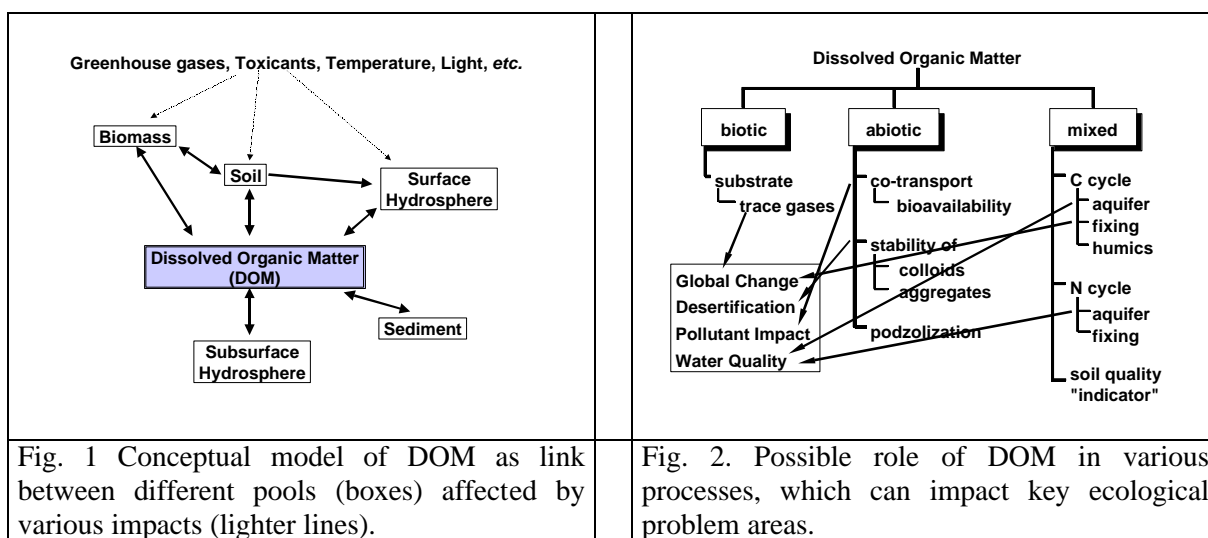 Greenhouse gases, Toxicants, Temperature, Light, etc.
Biomass
Soil
Surface
Hydrosphere
Dissolved Organic Matter
(DOM)
Sediment
Subsurface
Hydrosphere
Fig. 1 Conceptual model of DOM as link
between different pools (boxes) affected by
various impacts (lighter lines).
Dissolved Organic Matter
biotic
abiotic
mixed
substrate
trace gases
co-transport
bioavailability
stability of
colloids
aggregates
podzolization
C cycle
aquifer
fixing
humics
N cycle
aquifer
fixing
soil quality
"indicator"
Global Change
Desertification
Pollutant Impact
Water Quality
Fig. 2. Possible role of DOM in various
processes, which can impact key ecological
problem areas.